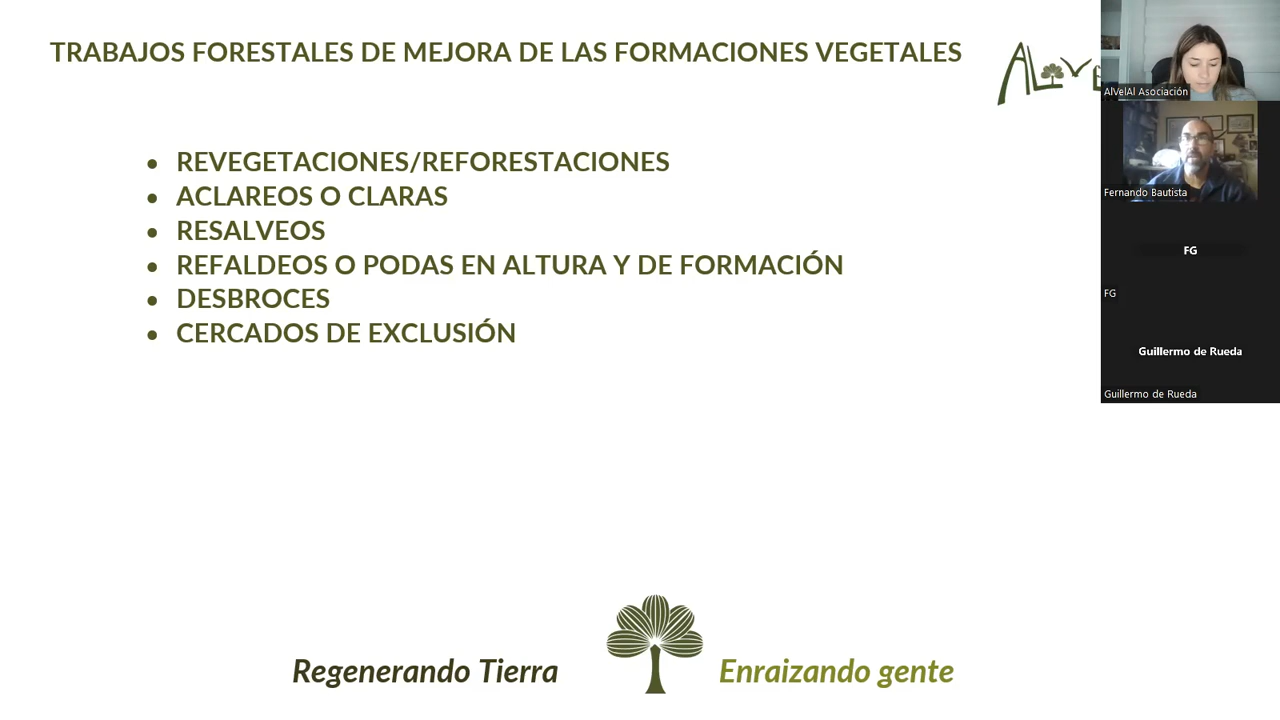 TRABAJOS FORESTALES DE MEJORA DE LAS FORMACIONES VEGETALES
ALVE
AlVelAl Asociación
Fernando Bautista
• REVEGETACIONES/REFORESTACIONES
• ACLAREOS O CLARAS
• RESALVEOS
• REFALDEOS O PODAS EN ALTURA Y DE FORMACIÓN
• DESBROCES
• CERCADOS DE EXCLUSIÓN
FG
FG
Guillermo de Rueda
Guillermo de Rueda
Regenerando Tierra
Enraizando gente